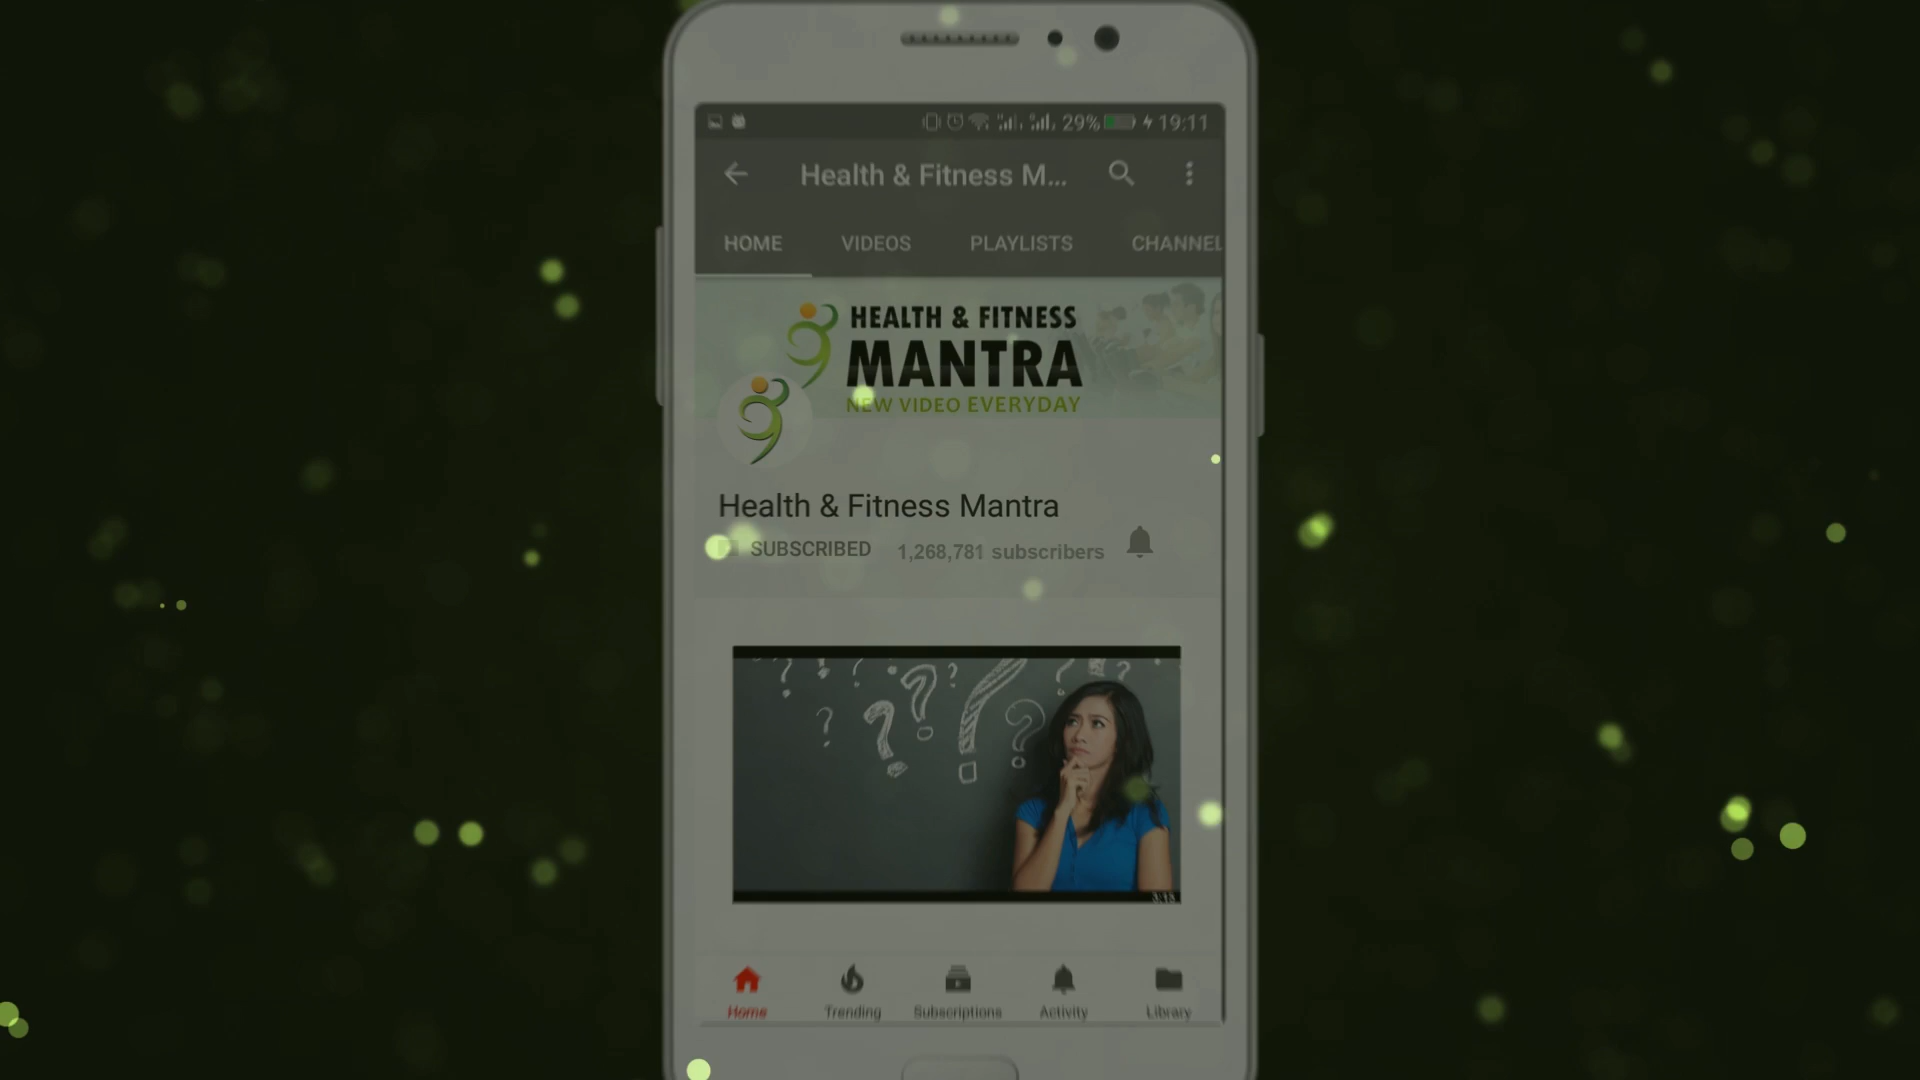 29% 19:11
Health & Fitness M...
HOME VIDEOS PLAYLISTS CHANNEL
HEALTH & FITNESS
MANTRA
NEW VIDEO EVERYDAY
Health & Fitness Mantra
SUBSCRIBED 1,268,781 subscribers
Home Trending Subscriptions Activity Library